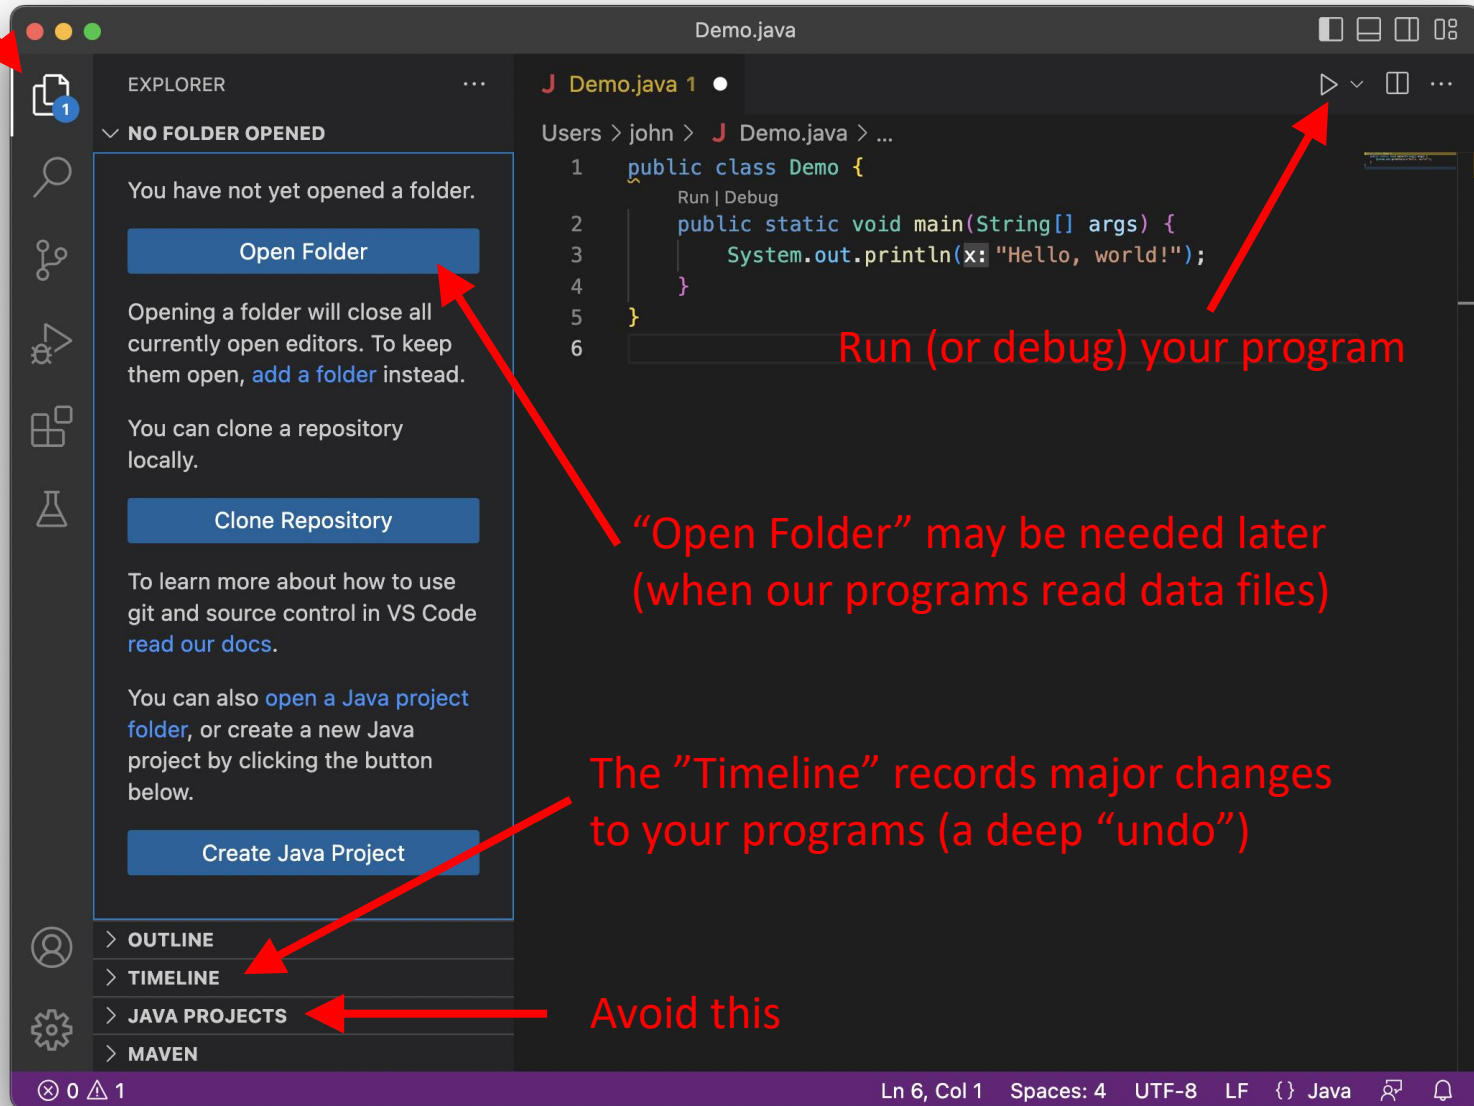 Demo.java
1
EXPLORER ...
NO FOLDER OPENED
You have not yet opened a folder.
Open Folder
Opening a folder will close all
currently open editors. To keep
them open, add a folder instead.
You can clone a repository
locally.
Clone Repository
To learn more about how to use
git and source control in VS Code
read our docs.
You can also open a Java project
folder, or create a new Java
project by clicking the button
below.
Create Java Project
> OUTLINE
> TIMELINE
> JAVA PROJECTS
> MAVEN
J Demo.java 1 ●
Users > john > J Demo.java > ...
1 public class Demo {
Run | Debug
2 public static void main(String[] args) {
3 System.out.println(x: "Hello, world!");
4 }
5 }
6
Run (or debug) your program
“Open Folder” may be needed later
(when our programs read data files)
The ”Timeline” records major changes
to your programs (a deep “undo”)
Avoid this
0 1 Ln 6, Col 1 Spaces: 4 UTF-8 LF {} Java